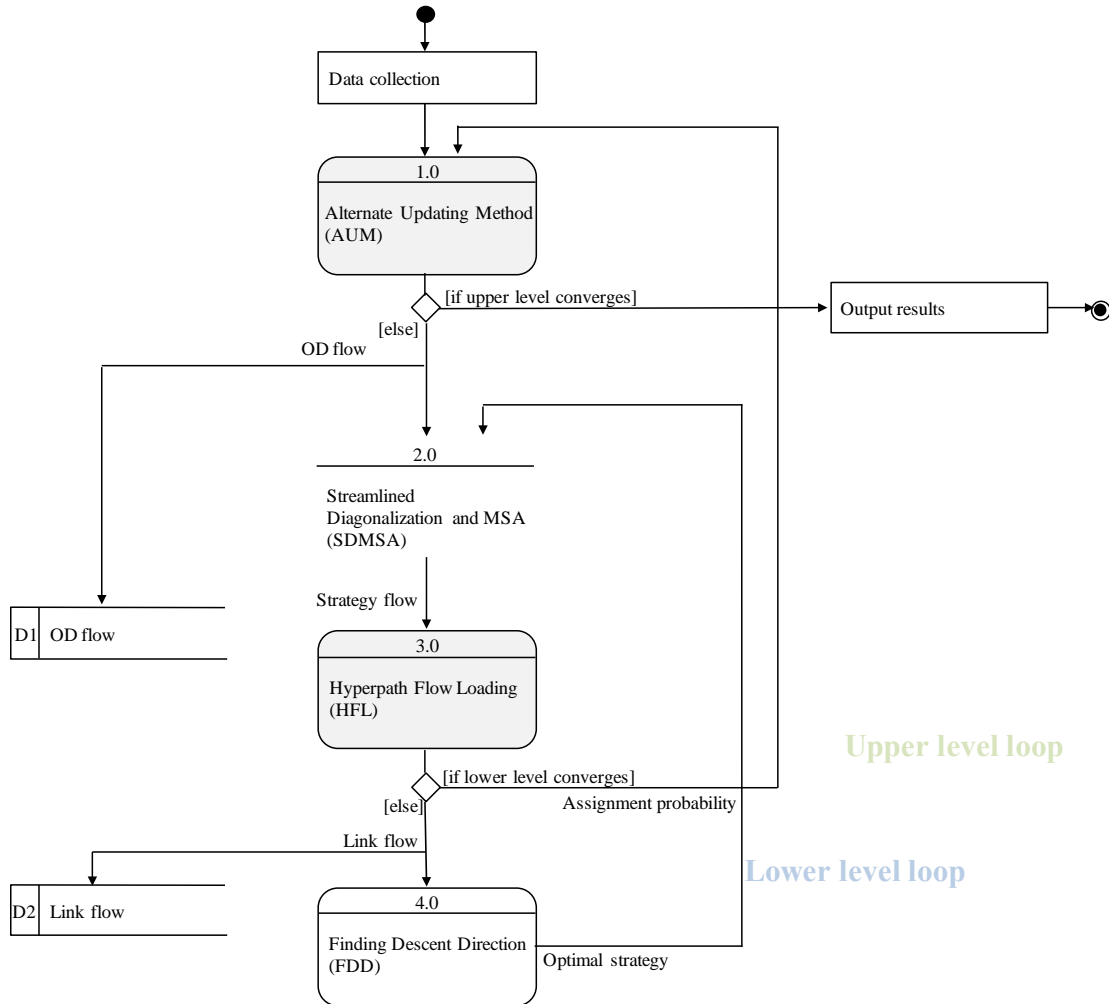 Data collection
1.0
Alternate Updating Method
(AUM)
[if upper level converges]
Output results
[else]
OD flow
2.0
Streamlined
Diagonalization and MSA
(SDMSA)
Strategy flow
D1 OD flow
3.0
Hyperpath Flow Loading
(HFL)
Upper level loop
[if lower level converges]
Assignment probability
[else]
Link flow
Lower level loop
4.0
D2 Link flow
Finding Descent Direction
(FDD)
Optimal strategy